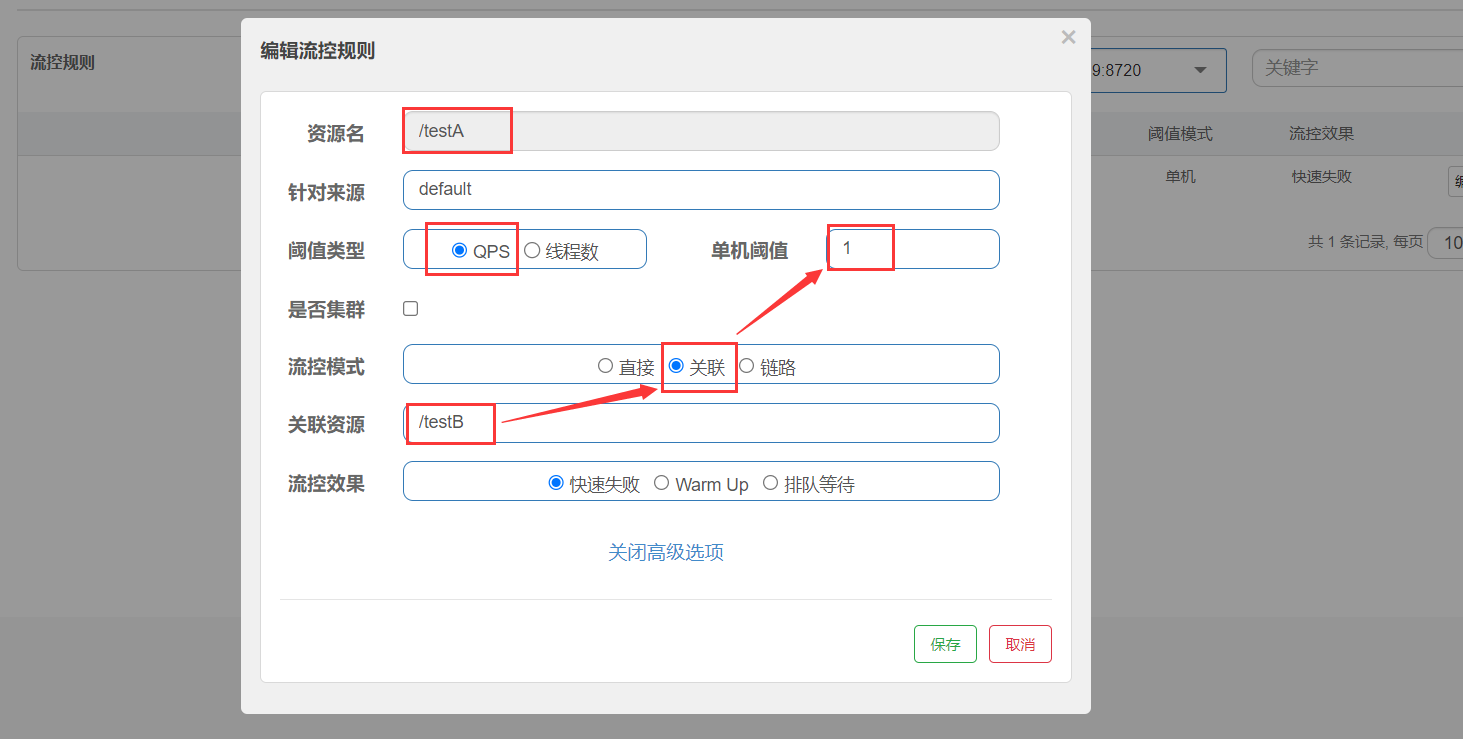 编辑流控规则
×
流控规则
9:8720
关键字
资源名
/testA
针对来源
default
阈值模式
流控效果
单机
快速失败
阈值类型
QPS
线程数
单机阈值
1
共 1 条记录, 每页
10
是否集群
流控模式
直接
关联
链路
关联资源
/testB
流控效果
快速失败
Warm Up
排队等待
关闭高级选项
保存
取消